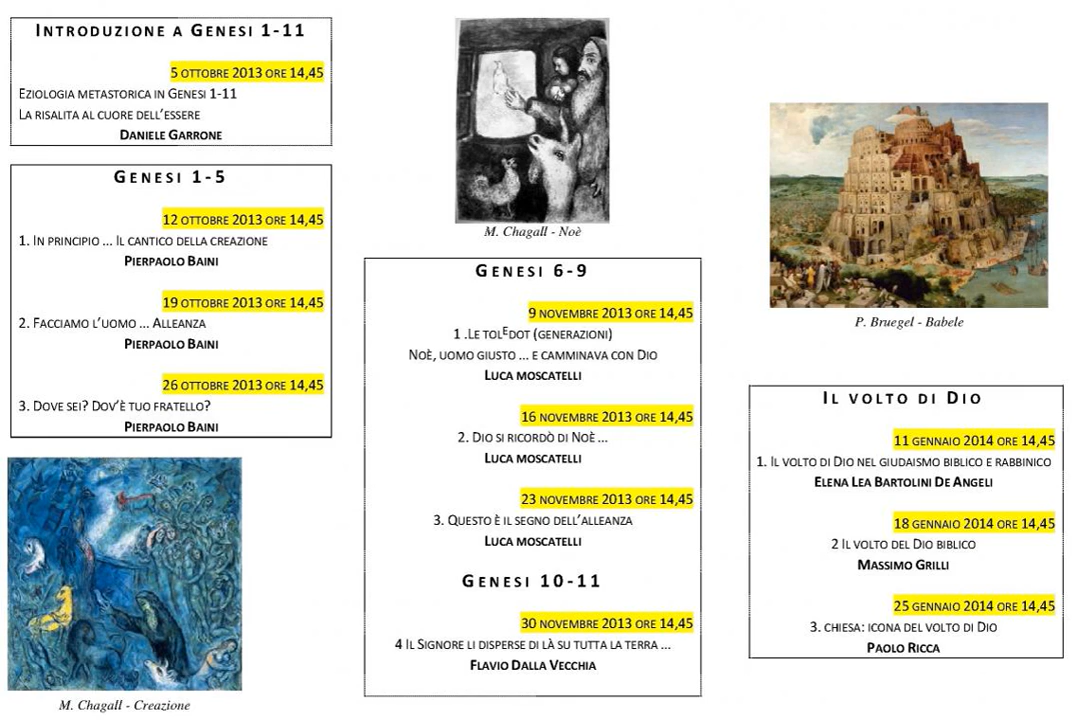 INTRODUZIONE A GENESI 1-11
5 OTTOBRE 2013 ORE 14,45
EZIOLOGIA METASTORICA IN GENESI 1-11
LA RISALITA AL CUORE DELL'ESSERE
DANIELE GARRONE
GENESI 1-5
12 OTTOBRE 2013 ORE 14,45
1. IN PRINCIPIO ... IL CANTICO DELLA CREAZIONE
PIERPAOLO BAINI
19 OTTOBRE 2013 ORE 14,45
2. FACCIAMO L'UOMO ... ALLEANZA
PIERPAOLO BAINI
26 OTTOBRE 2013 ORE 14,45
3. DOVE SEI? DOV'È TUO FRATELLO?
PIERPAOLO BAINI
M. Chagall - Creazione
M. Chagall - Noè
GENESI 6-9
9 NOVEMBRE 2013 ORE 14,45
1 .LE TOLEDOT (GENERAZIONI)
NOÈ, UOMO GIUSTO ... E CAMMINAVA CON DIO
LUCA MOSCATELLI
16 NOVEMBRE 2013 ORE 14,45
2. DIO SI RICORDÒ DI NOÈ ...
LUCA MOSCATELLI
23 NOVEMBRE 2013 ORE 14,45
3. QUESTO È IL SEGNO DELL'ALLEANZA
LUCA MOSCATELLI
GENESI 10-11
30 NOVEMBRE 2013 ORE 14,45
4 IL SIGNORE LI DISPERSE DI LÀ SU TUTTA LA TERRA ...
FLAVIO DALLA VECCHIA
P. Bruegel - Babele
IL VOLTO DI DIO
11 GENNAIO 2014 ORE 14,45
1. IL VOLTO DI DIO NEL GIUDAISMO BIBLICO E RABBINICO
ELENA LEA BARTOLINI DE ANGELI
18 GENNAIO 2014 ORE 14,45
2 IL VOLTO DEL DIO BIBLICO
MASSIMO GRILLI
25 GENNAIO 2014 ORE 14,45
3. CHIESA: ICONA DEL VOLTO DI DIO
PAOLO RICCA